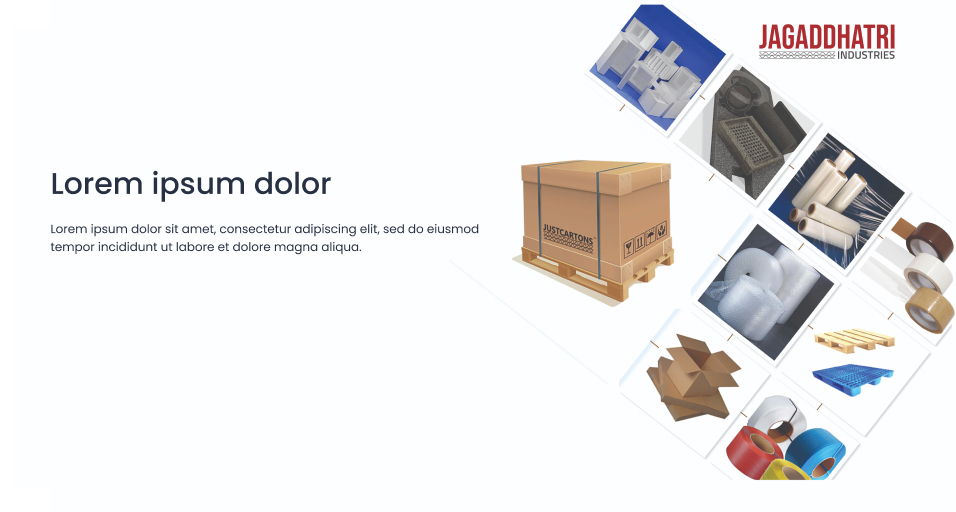 JAGADDHATRI
INDUSTRIES
Lorem ipsum dolor
Lorem ipsum dolor sit amet, consectetur adipiscing elit, sed do eiusmod
tempor incididunt ut labore et dolore magna aliqua.
JUSTCARTONS